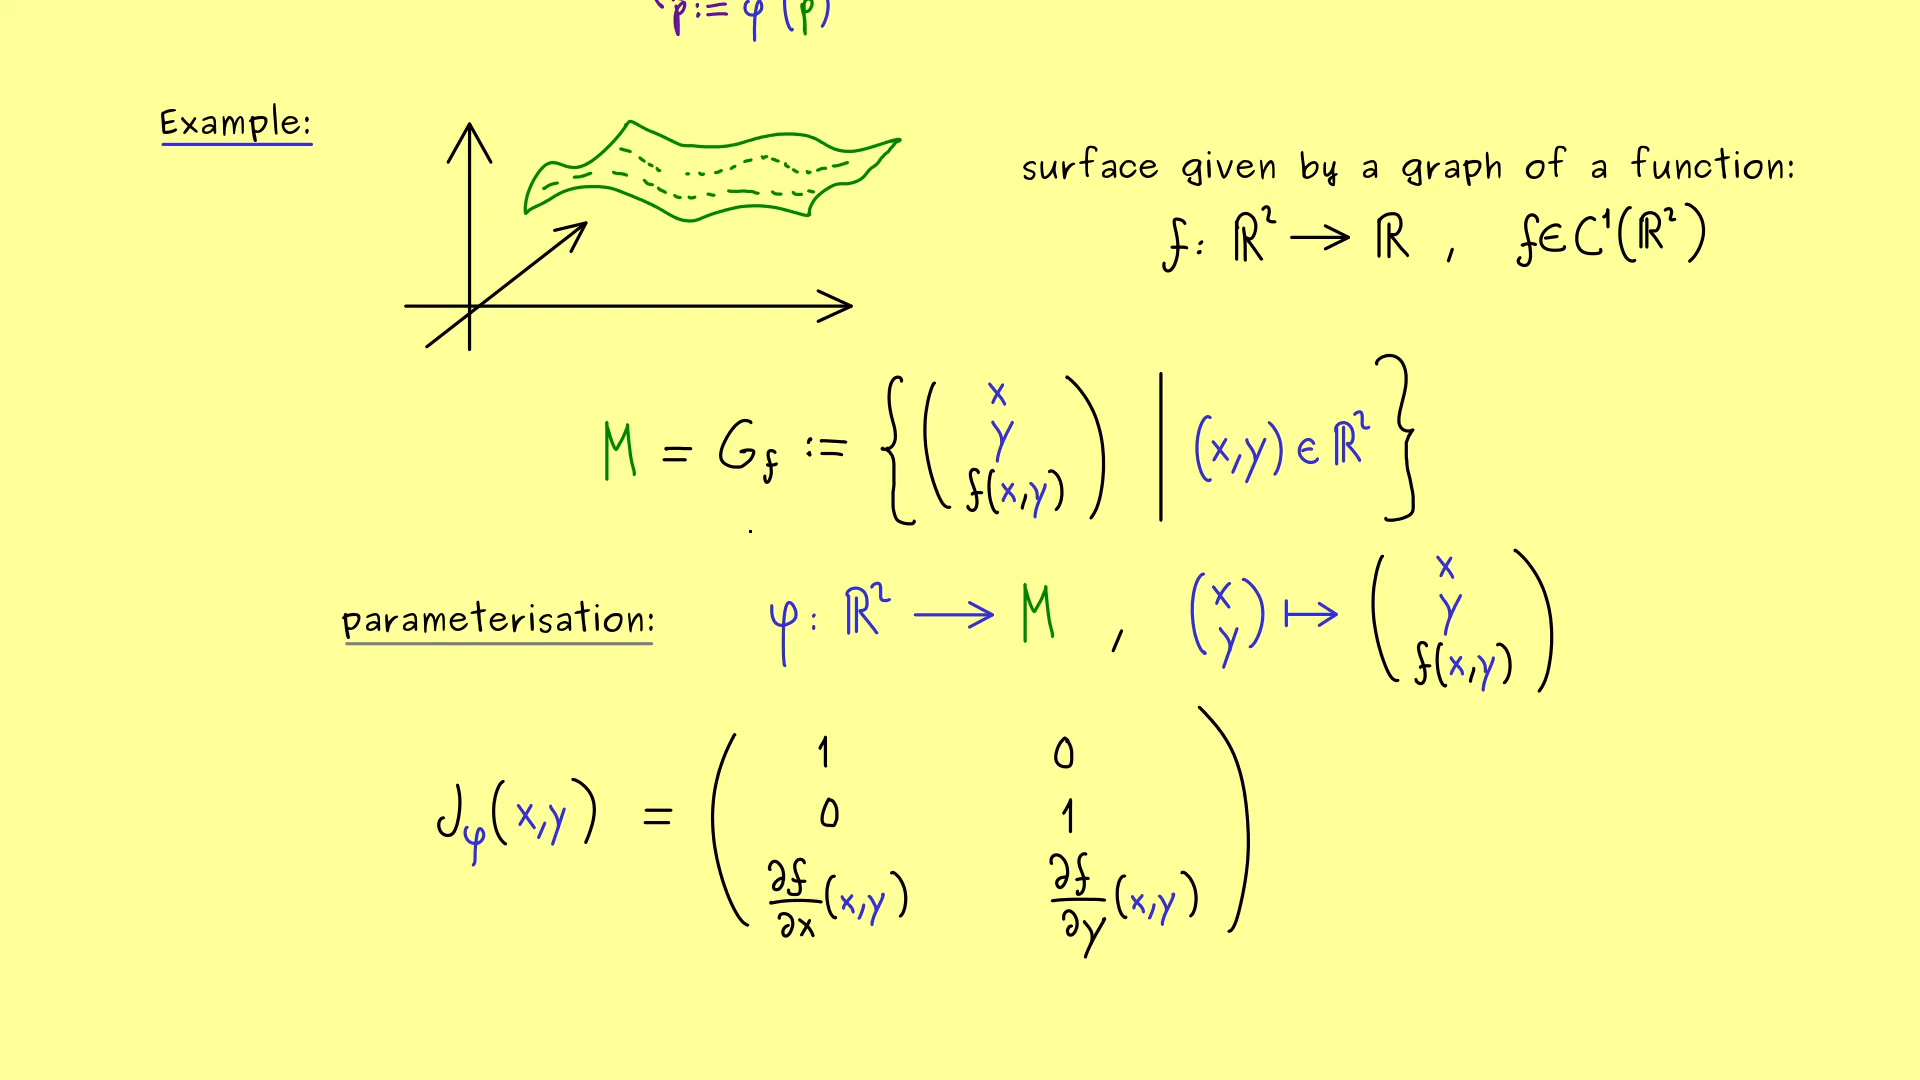 p̃ := φ⁻¹(p)
Example:
surface given by a graph of a function:
f: ℝ² ⟶ ℝ , f ∈ C¹(ℝ²)
M = G_f := { ( x y f(x,y) ) | (x,y) ∈ ℝ² }
parameterisation: φ: ℝ² ⟶ M , ( x y ) ↦ ( x y f(x,y) )
J_φ(x,y) = ( 1 0
0 1
∂f/∂x (x,y) ∂f/∂y (x,y) )